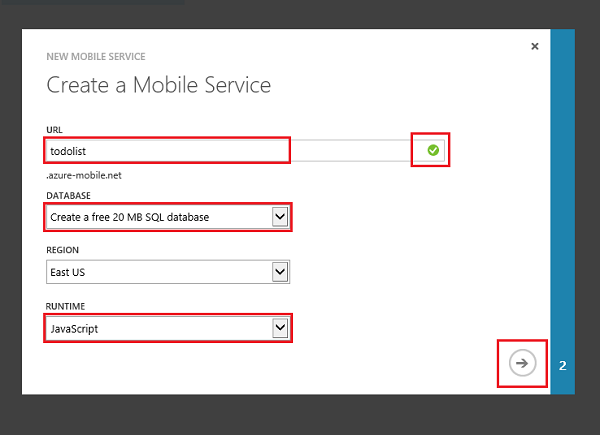 NEW MOBILE SERVICE
Create a Mobile Service
URL
todolist
.azure-mobile.net
DATABASE
Create a free 20 MB SQL database
REGION
East US
RUNTIME
JavaScript
2